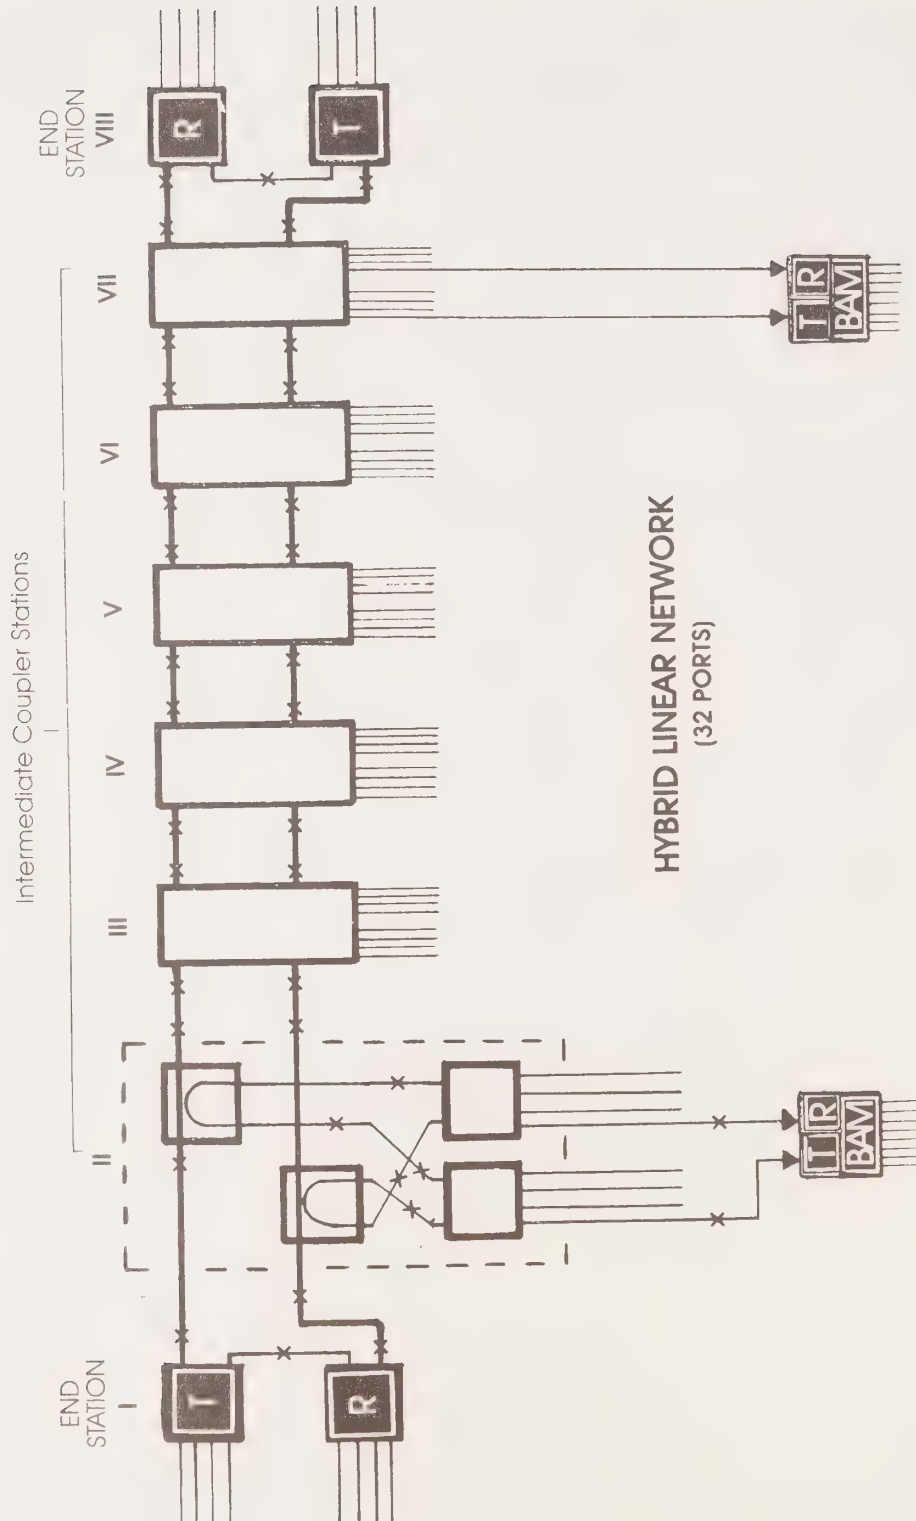 Intermediate Coupler Stations
END
STATION
I
II
III
IV
V
VI
VII
END
STATION
VIII
T
R
R
T
T R
BAM
T R
BAM
HYBRID LINEAR NETWORK
(32 PORTS)